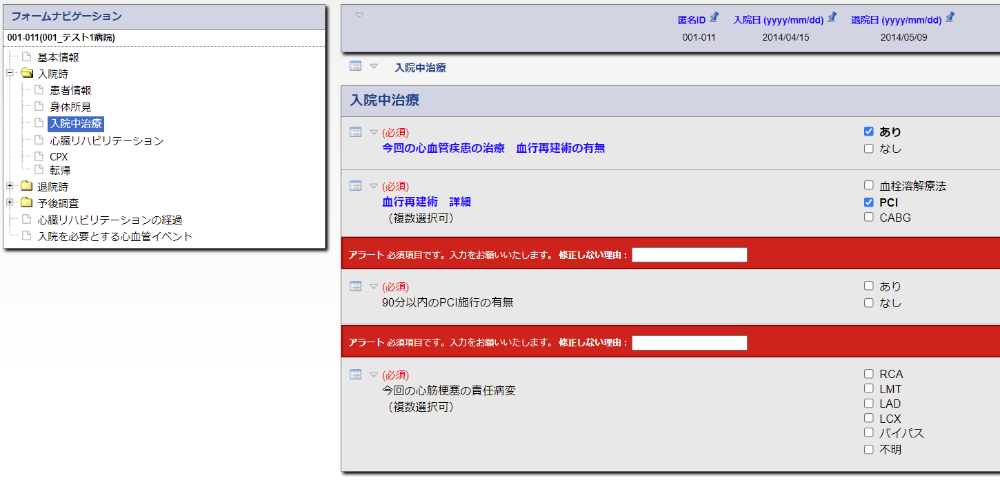 フォームナビゲーション
001-011(001_テスト1病院)
基本情報
入院時
患者情報
身体所見
入院中治療
心臓リハビリテーション
CPX
転帰
退院時
予後調査
心臓リハビリテーションの経過
入院を必要とする心血管イベント
匿名ID 入院日 (yyyy/mm/dd) 退院日 (yyyy/mm/dd)
001-011 2014/04/15 2014/05/09
入院中治療
入院中治療
(必須)
今回の心血管疾患の治療　血行再建術の有無
あり
なし
(必須)
血行再建術　詳細
（複数選択可）
血栓溶解療法
PCI
CABG
アラート 必須項目です。入力をお願いいたします。 修正しない理由：
(必須)
90分以内のPCI施行の有無
あり
なし
アラート 必須項目です。入力をお願いいたします。 修正しない理由：
(必須)
今回の心筋梗塞の責任病変
（複数選択可）
RCA
LMT
LAD
LCX
バイパス
不明